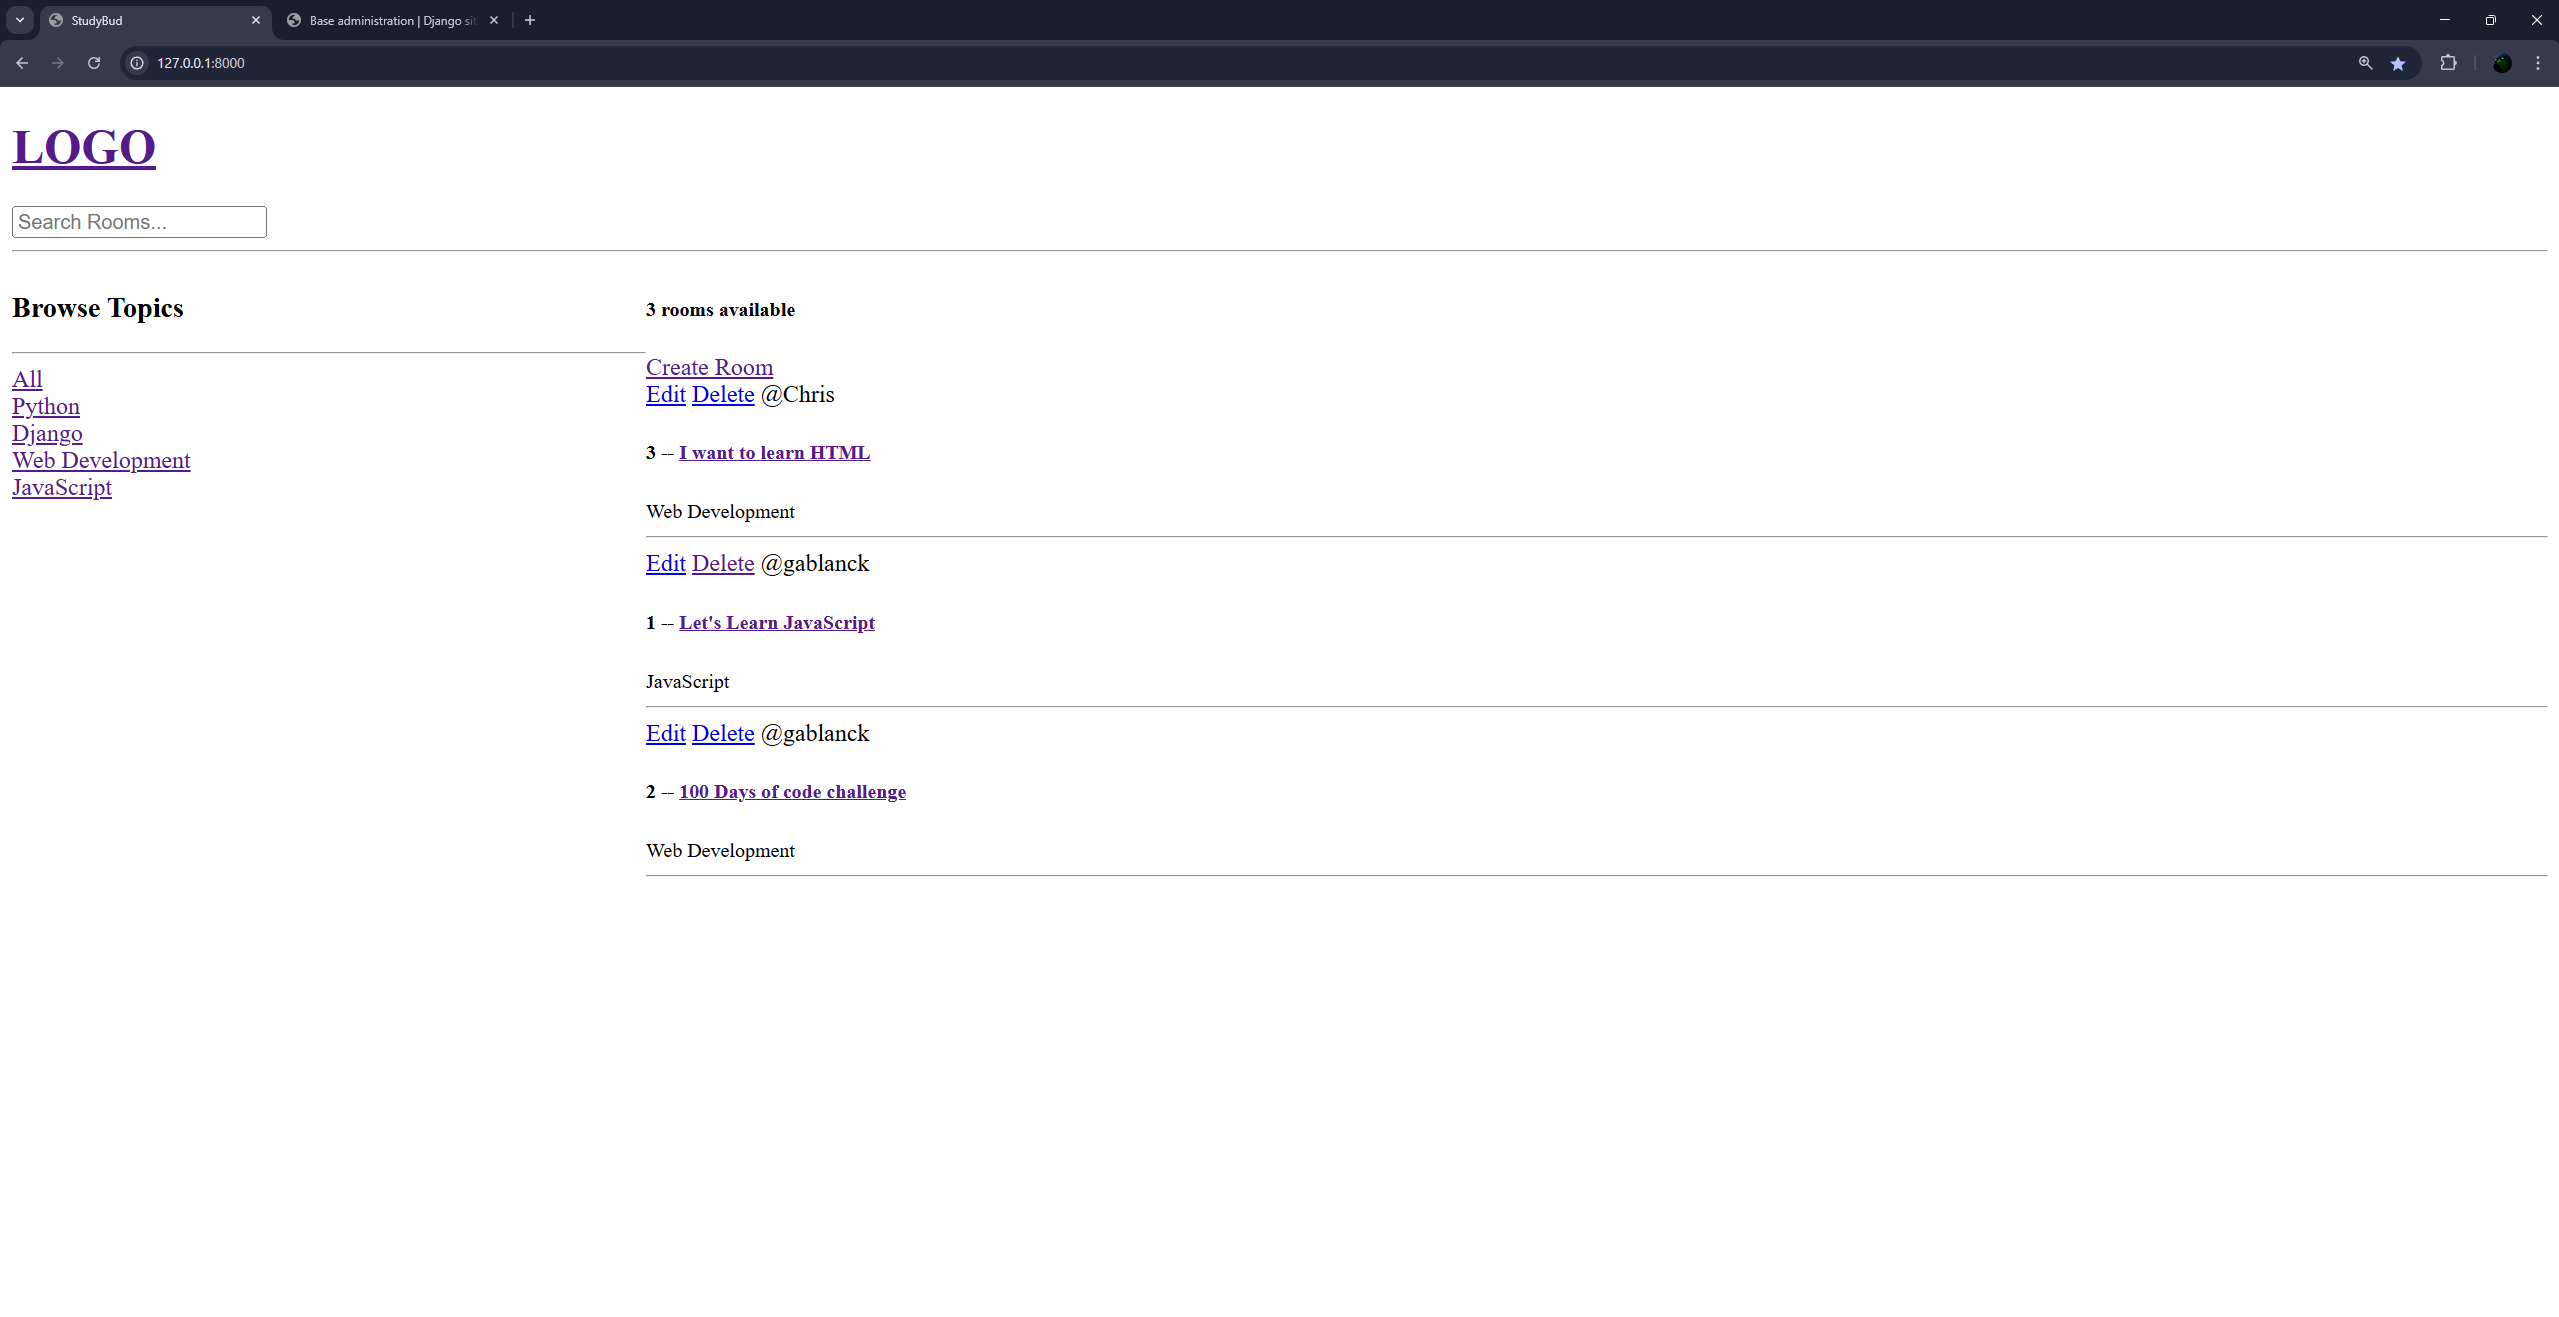 StudyBud
Base administration | Django sit
127.0.0.1:8000
LOGO
Search Rooms...
Browse Topics
All
Python
Django
Web Development
JavaScript
3 rooms available
Create Room
Edit Delete @Chris
3 -- I want to learn HTML
Web Development
Edit Delete @gablanck
1 -- Let's Learn JavaScript
JavaScript
Edit Delete @gablanck
2 -- 100 Days of code challenge
Web Development